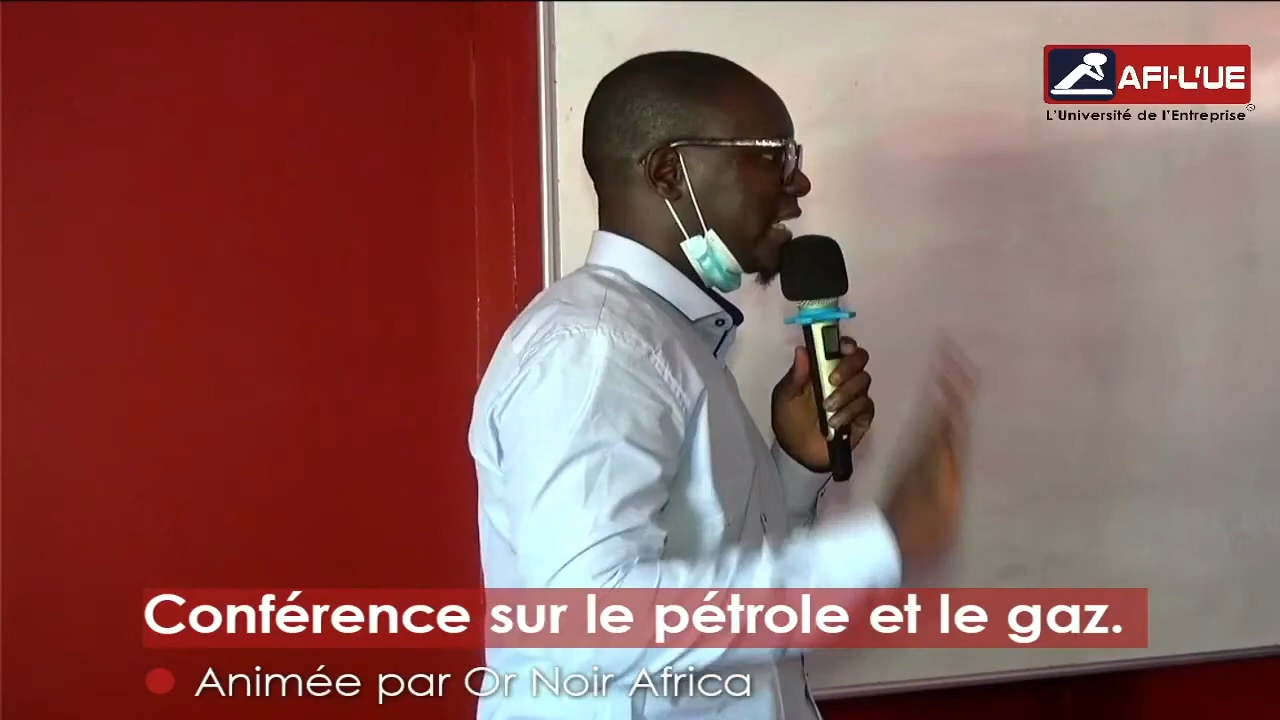 AFI-L'UE
L'Université de l'Entreprise®
Conférence sur le pétrole et le gaz.
Animée par Or Noir Africa